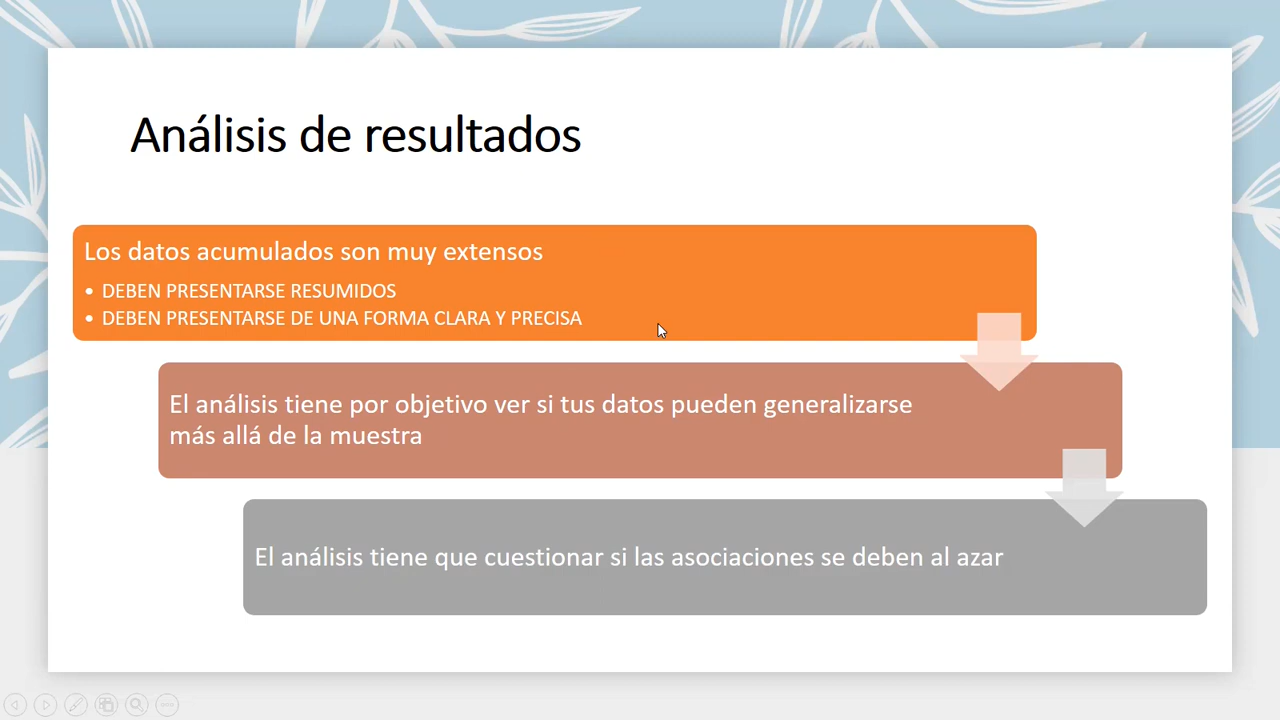 Análisis de resultados
Los datos acumulados son muy extensos
• DEBEN PRESENTARSE RESUMIDOS
• DEBEN PRESENTARSE DE UNA FORMA CLARA Y PRECISA
El análisis tiene por objetivo ver si tus datos pueden generalizarse
más allá de la muestra
El análisis tiene que cuestionar si las asociaciones se deben al azar